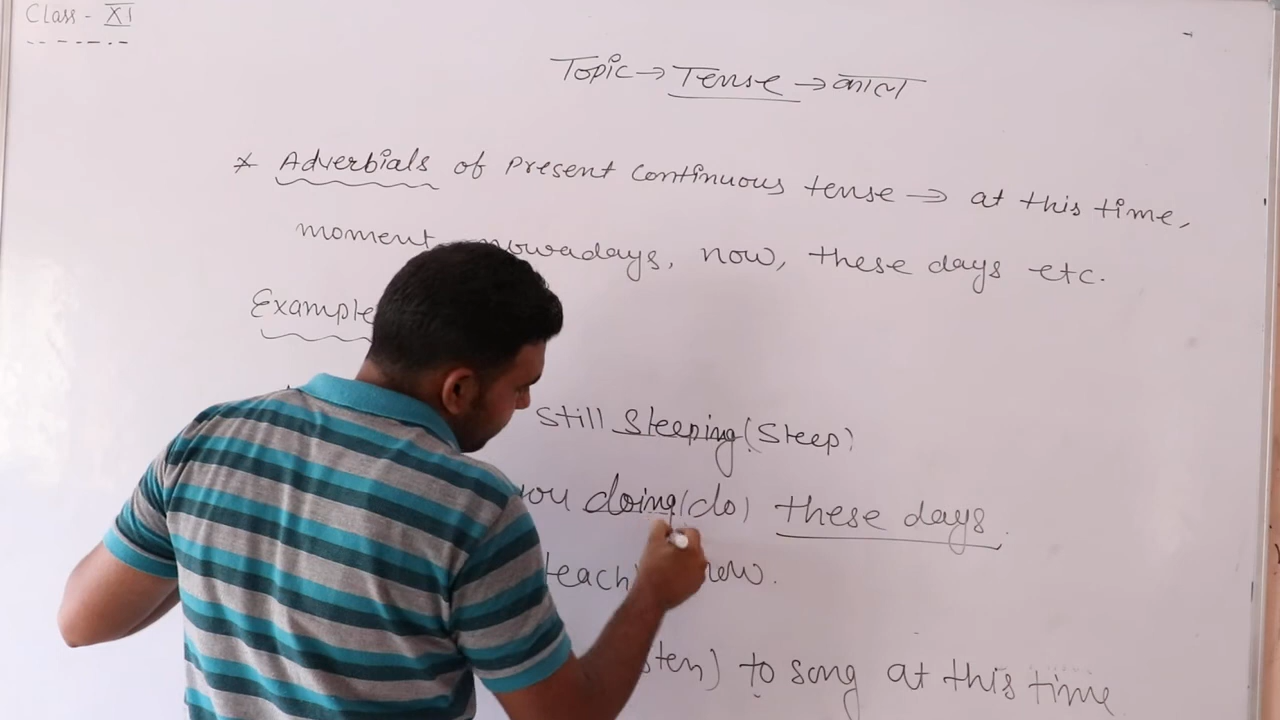 Class - XI
Topic → Tense → काल
* Adverbials of Present Continuous tense ⇒ at this time,
moment nowadays, now, these days etc.
Example
still Sleeping (Sleep)
you doing (do) these days.
now.
to song at this time